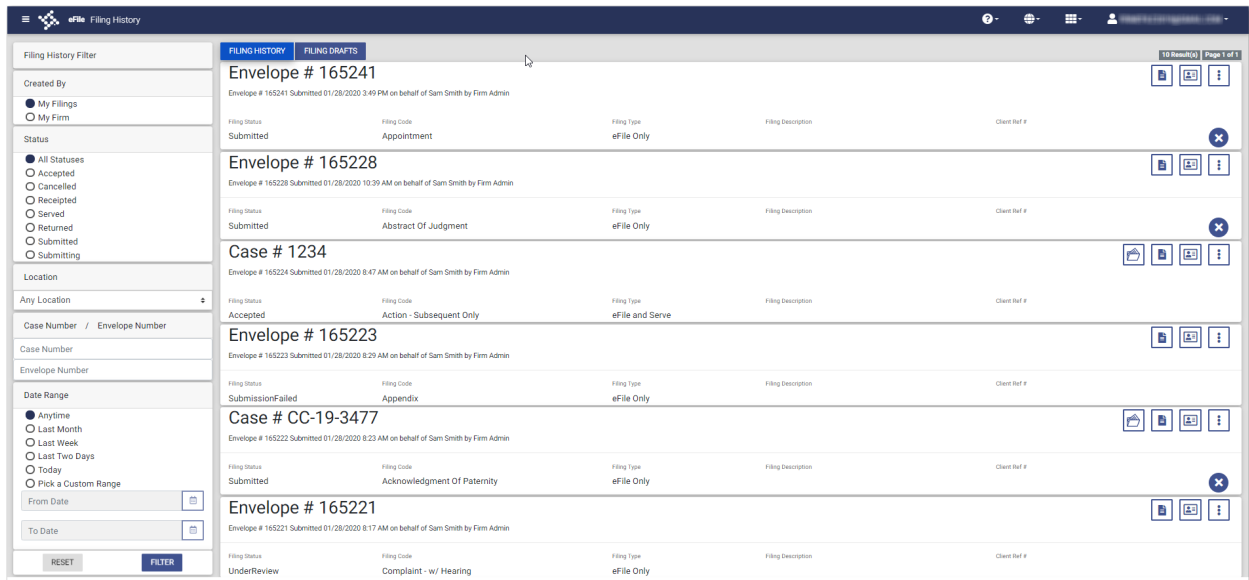 eFile Filing History
Filing History Filter
Created By
My Filings
My Firm
Status
All Statuses
Accepted
Cancelled
Receipted
Served
Returned
Submitted
Submitting
Location
Any Location
Case Number / Envelope Number
Case Number
Envelope Number
Date Range
Anytime
Last Month
Last Week
Last Two Days
Today
Pick a Custom Range
From Date
To Date
RESET FILTER
FILING HISTORY FILING DRAFTS
10 Result(s) Page 1 of 1
Envelope # 165241
Envelope # 165241 Submitted 01/28/2020 3:49 PM on behalf of Sam Smith by Firm Admin
Filing Status Filing Code Filing Type Filing Description Client Ref #
Submitted Appointment eFile Only
Envelope # 165228
Envelope # 165228 Submitted 01/28/2020 10:39 AM on behalf of Sam Smith by Firm Admin
Filing Status Filing Code Filing Type Filing Description Client Ref #
Submitted Abstract Of Judgment eFile Only
Case # 1234
Envelope # 165224 Submitted 01/28/2020 8:47 AM on behalf of Sam Smith by Firm Admin
Filing Status Filing Code Filing Type Filing Description Client Ref #
Accepted Action - Subsequent Only eFile and Serve
Envelope # 165223
Envelope # 165223 Submitted 01/28/2020 8:29 AM on behalf of Sam Smith by Firm Admin
Filing Status Filing Code Filing Type Filing Description Client Ref #
SubmissionFailed Appendix eFile Only
Case # CC-19-3477
Envelope # 165222 Submitted 01/28/2020 8:23 AM on behalf of Sam Smith by Firm Admin
Filing Status Filing Code Filing Type Filing Description Client Ref #
Submitted Acknowledgment Of Paternity eFile Only
Envelope # 165221
Envelope # 165221 Submitted 01/28/2020 8:17 AM on behalf of Sam Smith by Firm Admin
Filing Status Filing Code Filing Type Filing Description Client Ref #
UnderReview Complaint - w/ Hearing eFile Only